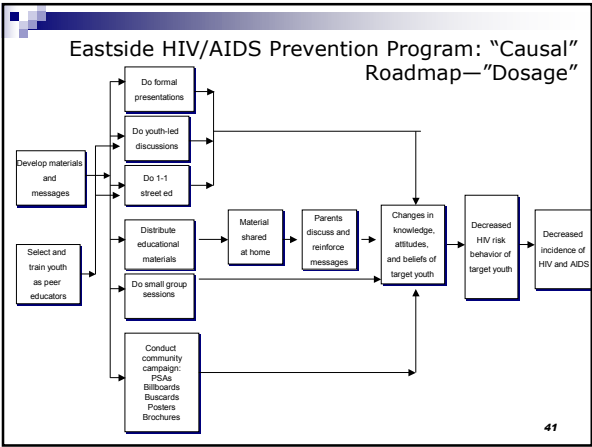 Eastside HIV/AIDS Prevention Program: “Causal”
Roadmap—”Dosage”
Do formal
presentations
Do youth-led
discussions
Develop materials
and
messages
Do 1-1
street ed
Select and
train youth
as peer
educators
Distribute
educational
materials
Material
shared
at home
Parents
discuss and
reinforce
messages
Changes in
knowledge,
attitudes,
and beliefs of
target youth
Decreased
HIV risk
behavior of
target youth
Decreased
incidence of
HIV and AIDS
Do small group
sessions
Conduct
community
campaign:
PSAs
Billboards
Buscards
Posters
Brochures
41